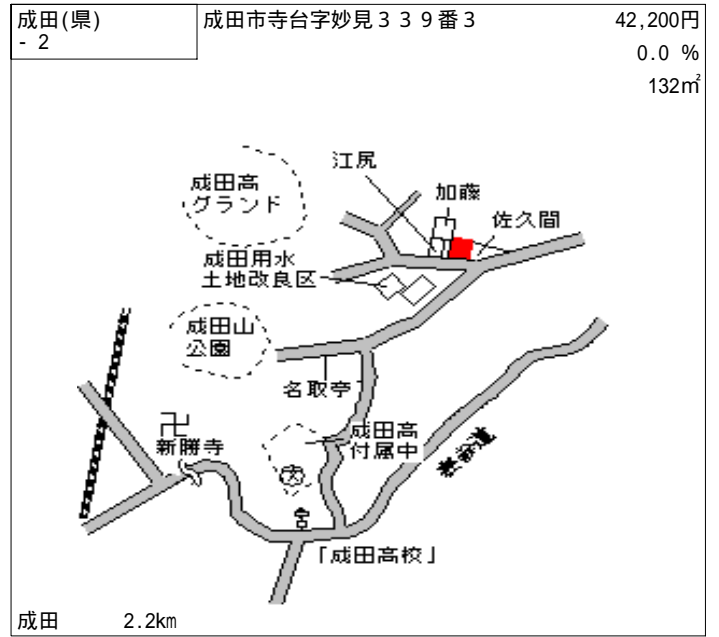 成田(県)
- 2
成田市寺台字妙見３３９番３
42,200円
0.0 %
132㎡
江尻
加藤
佐久間
成田高
グランド
成田用水
土地改良区
成田山
公園
名取亭
新勝寺
成田高
付属中
「成田高校」
成田 2.2km